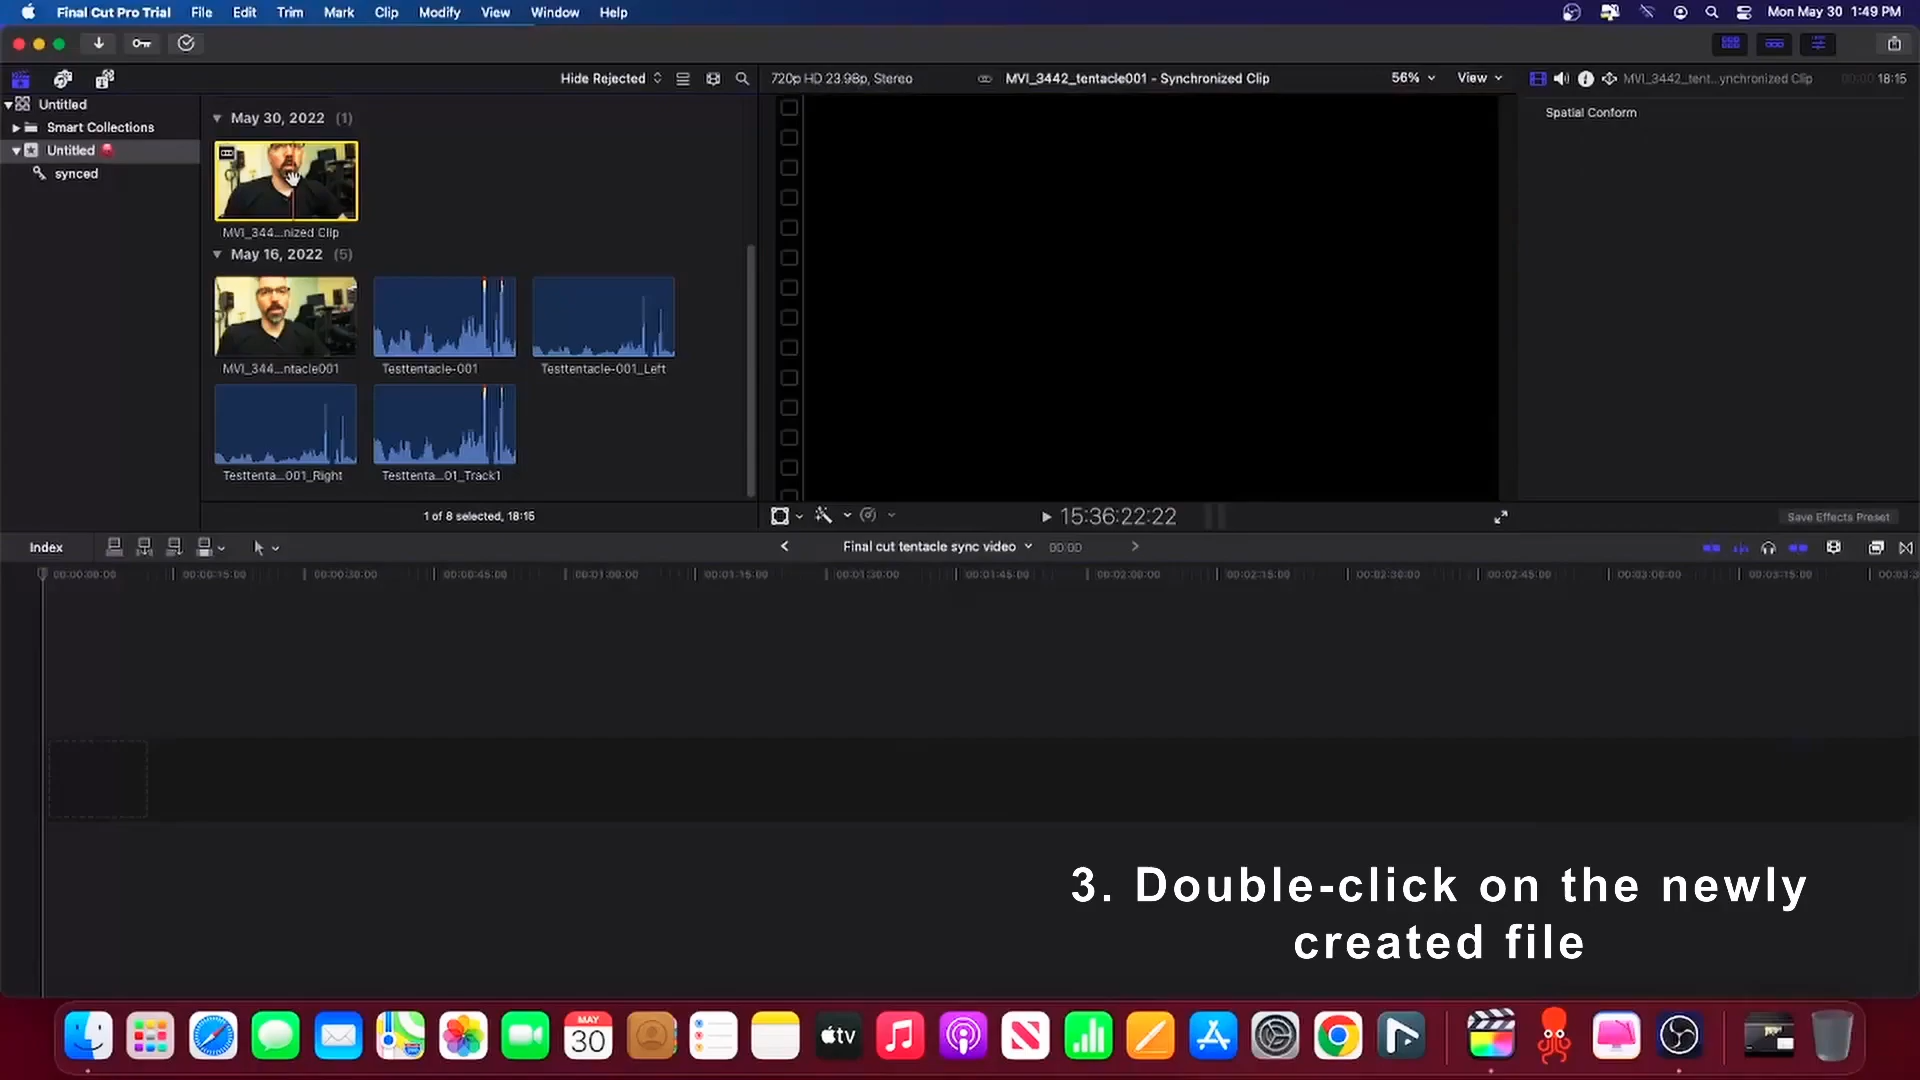 Final Cut Pro Trial File Edit Trim Mark Clip Modify View Window Help
Mon May 30 1:49 PM
Hide Rejected
720p HD 23.98p, Stereo
MVI_3442_tentacle001 - Synchronized Clip
56%
View
MVI_3442_tent...ynchronized Clip
18:15
Untitled
Smart Collections
Untitled
synced
May 30, 2022 (1)
MVI_344...nized Clip
May 16, 2022 (5)
MVI_344...ntacle001
Testtentacle-001
Testtentacle-001_Left
Testtenta...001_Right
Testtenta...01_Track1
1 of 8 selected, 18:15
Spatial Conform
15:36:22:22
Save Effects Preset
Index
Final cut tentacle sync video
00:00
00:00:00:00 00:00:15:00 00:00:30:00 00:00:45:00 00:01:00:00 00:01:15:00 00:01:30:00 00:01:45:00 00:02:00:00 00:02:15:00 00:02:30:00 00:02:45:00 00:03:00:00 00:03:15:00 00:03:3
3. Double-click on the newly
created file
MAY
30
tv